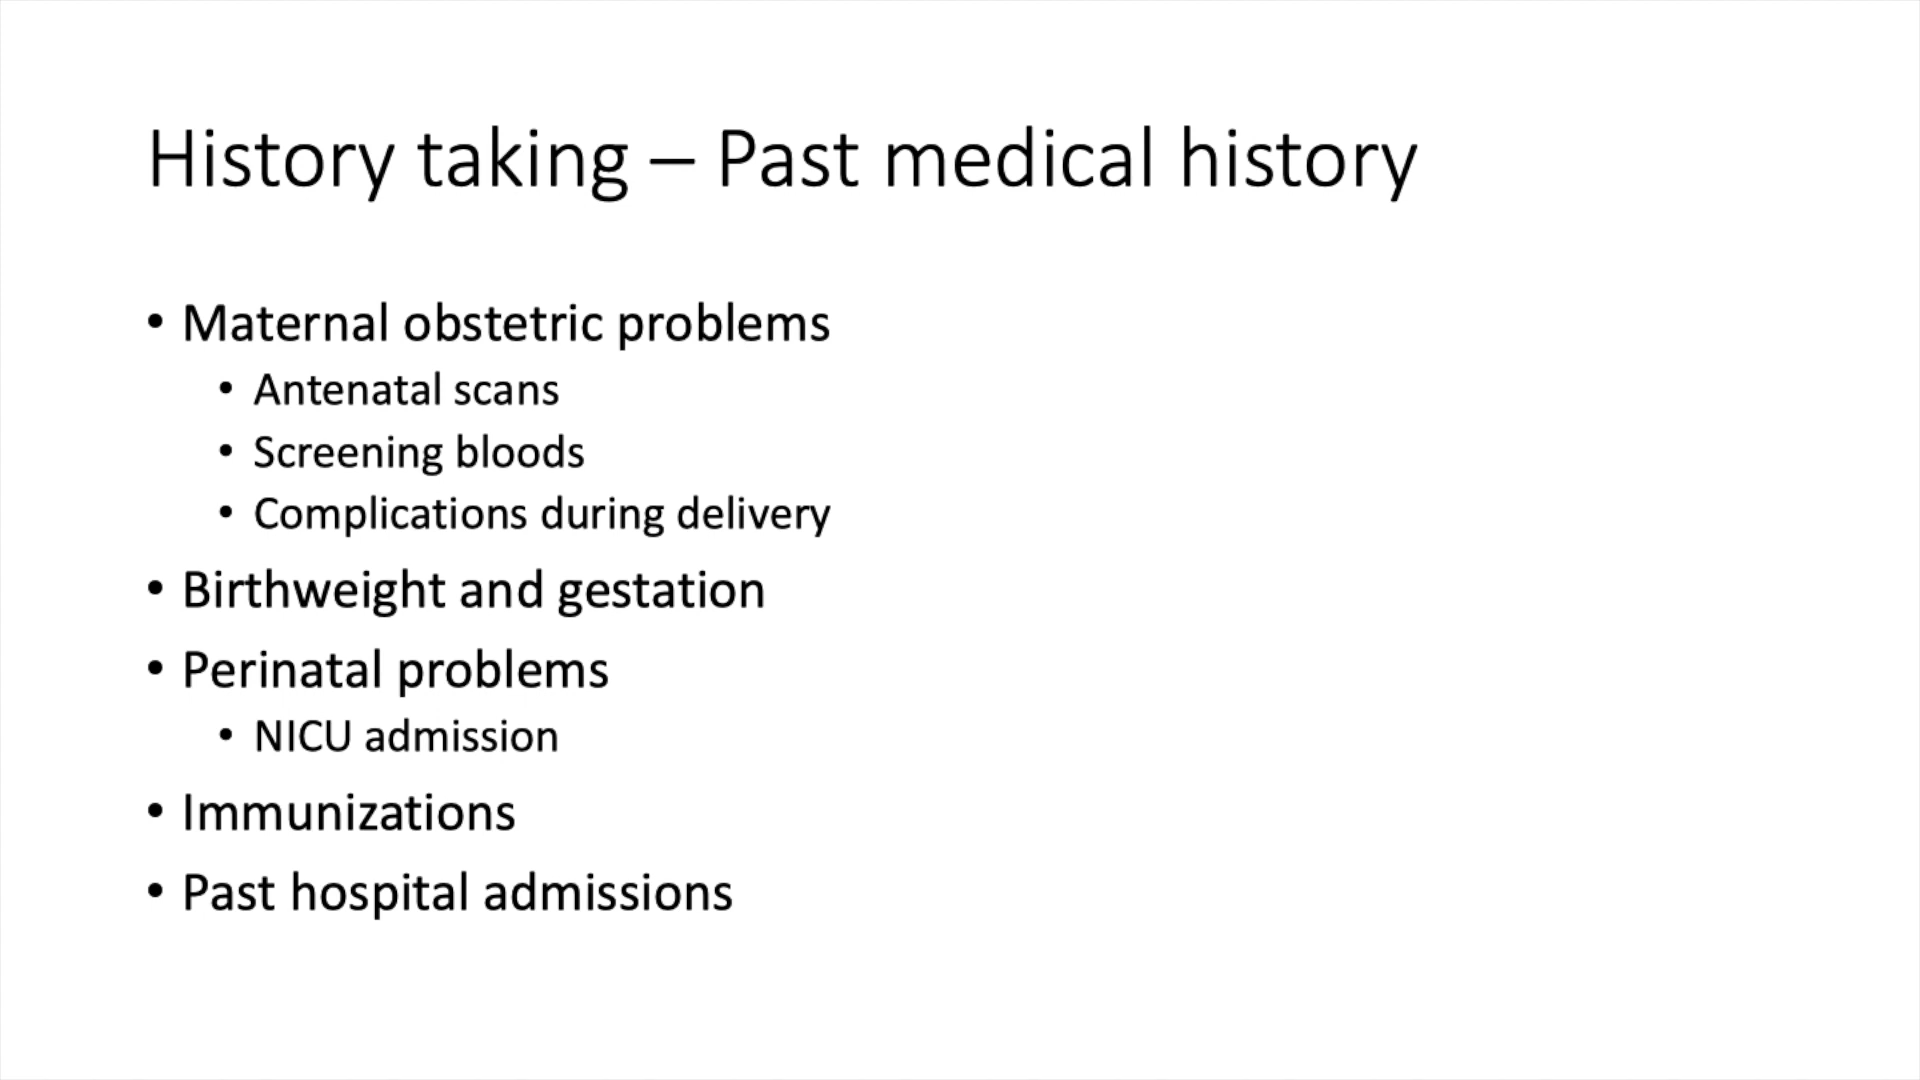 History taking – Past medical history
• Maternal obstetric problems
• Antenatal scans
• Screening bloods
• Complications during delivery
• Birthweight and gestation
• Perinatal problems
• NICU admission
• Immunizations
• Past hospital admissions